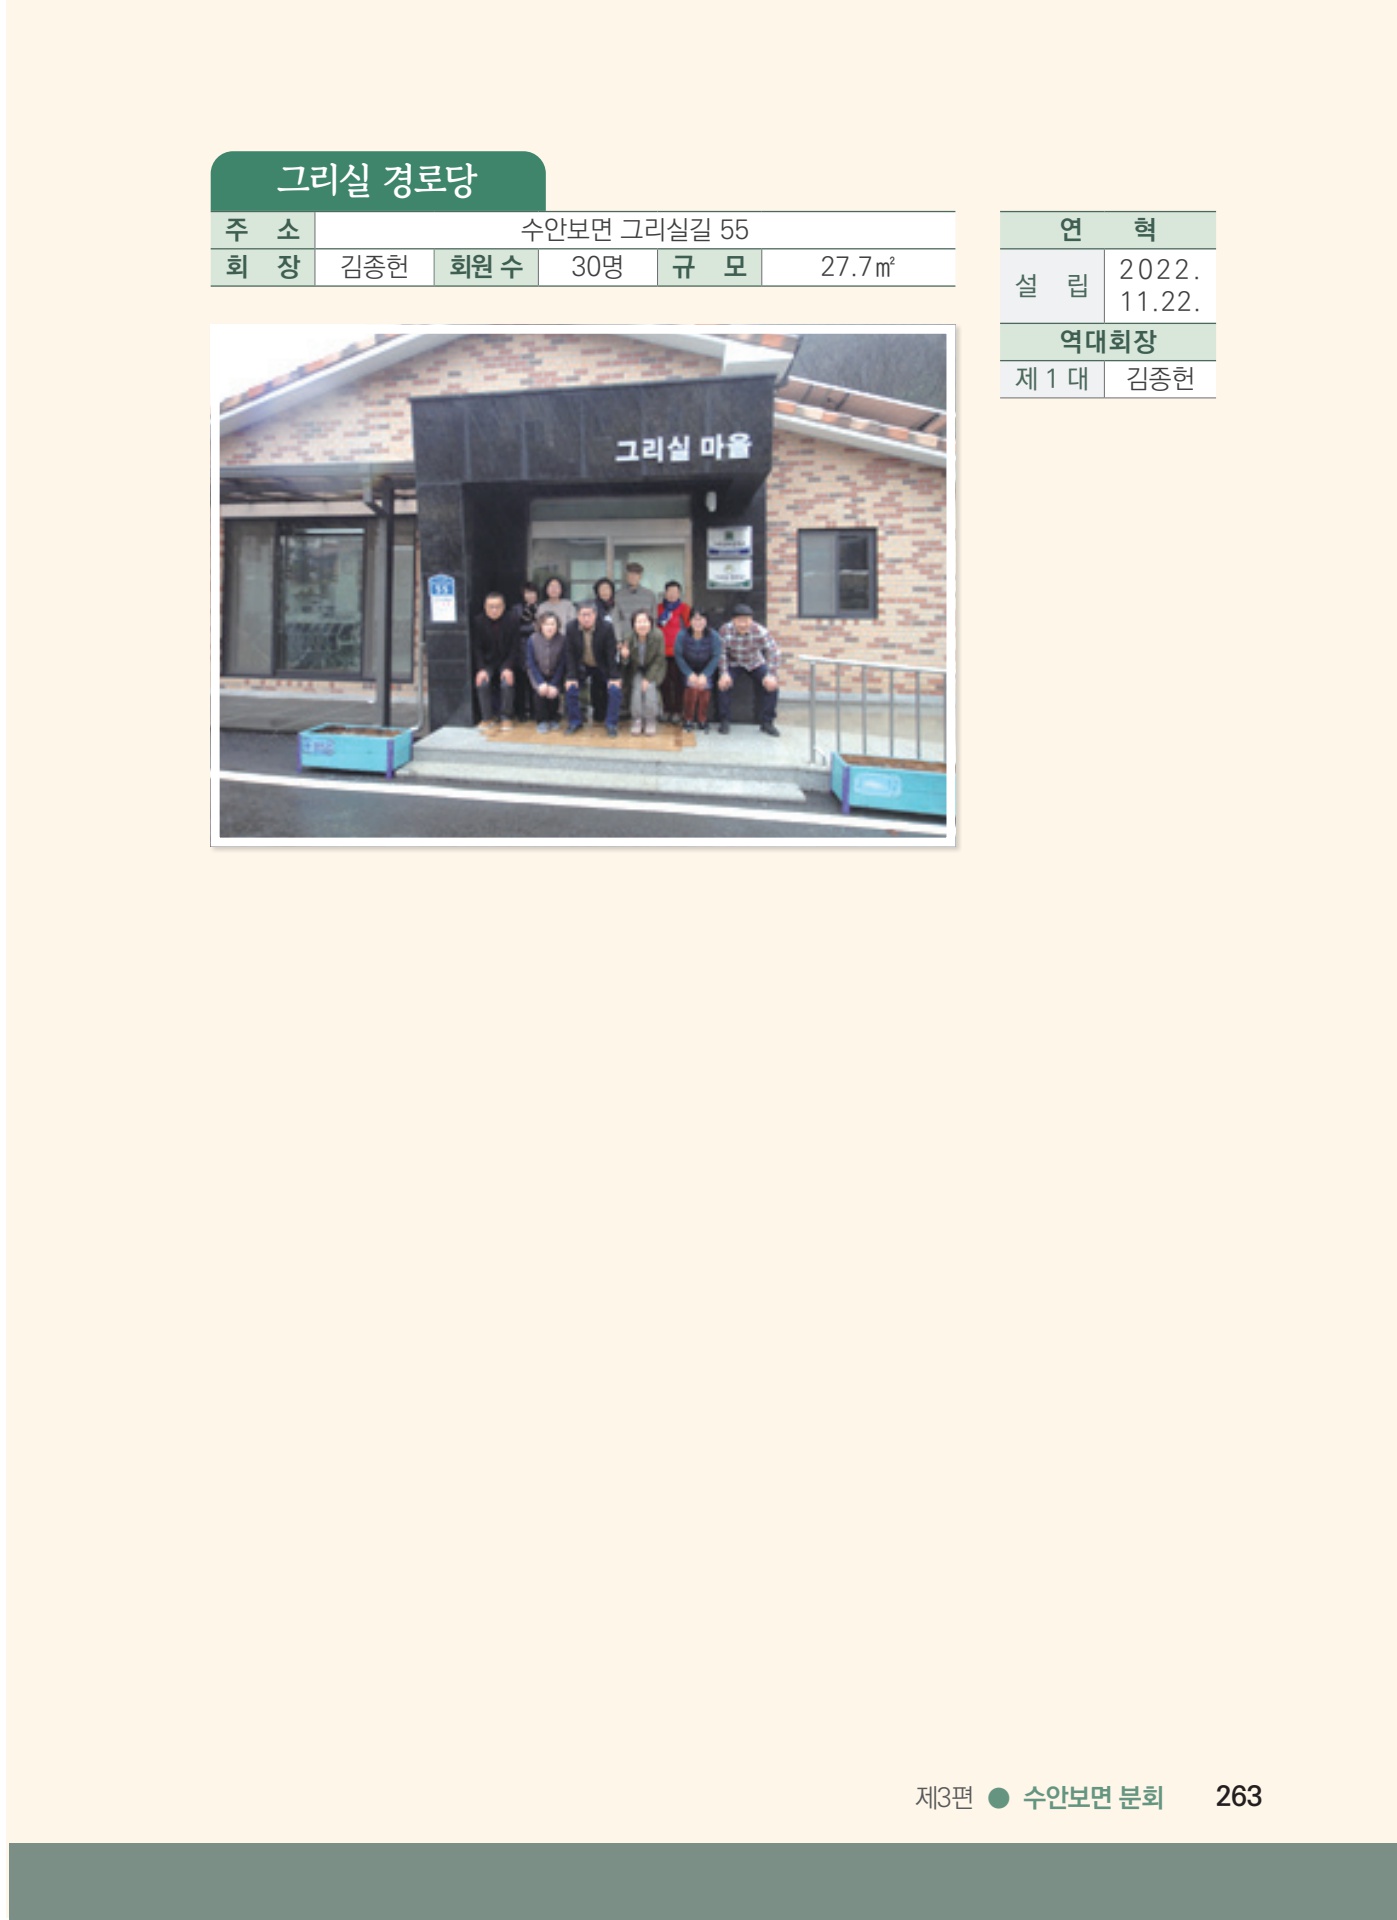 그리실 경로당
주 소 수안보면 그리실길 55
회 장 김종헌 회원 수 30명 규 모 27.7㎡
연 혁
설 립 2022.
11.22.
역대회장
제 1 대 김종헌
그리실 마을
55
제3편 ● 수안보면 분회 263